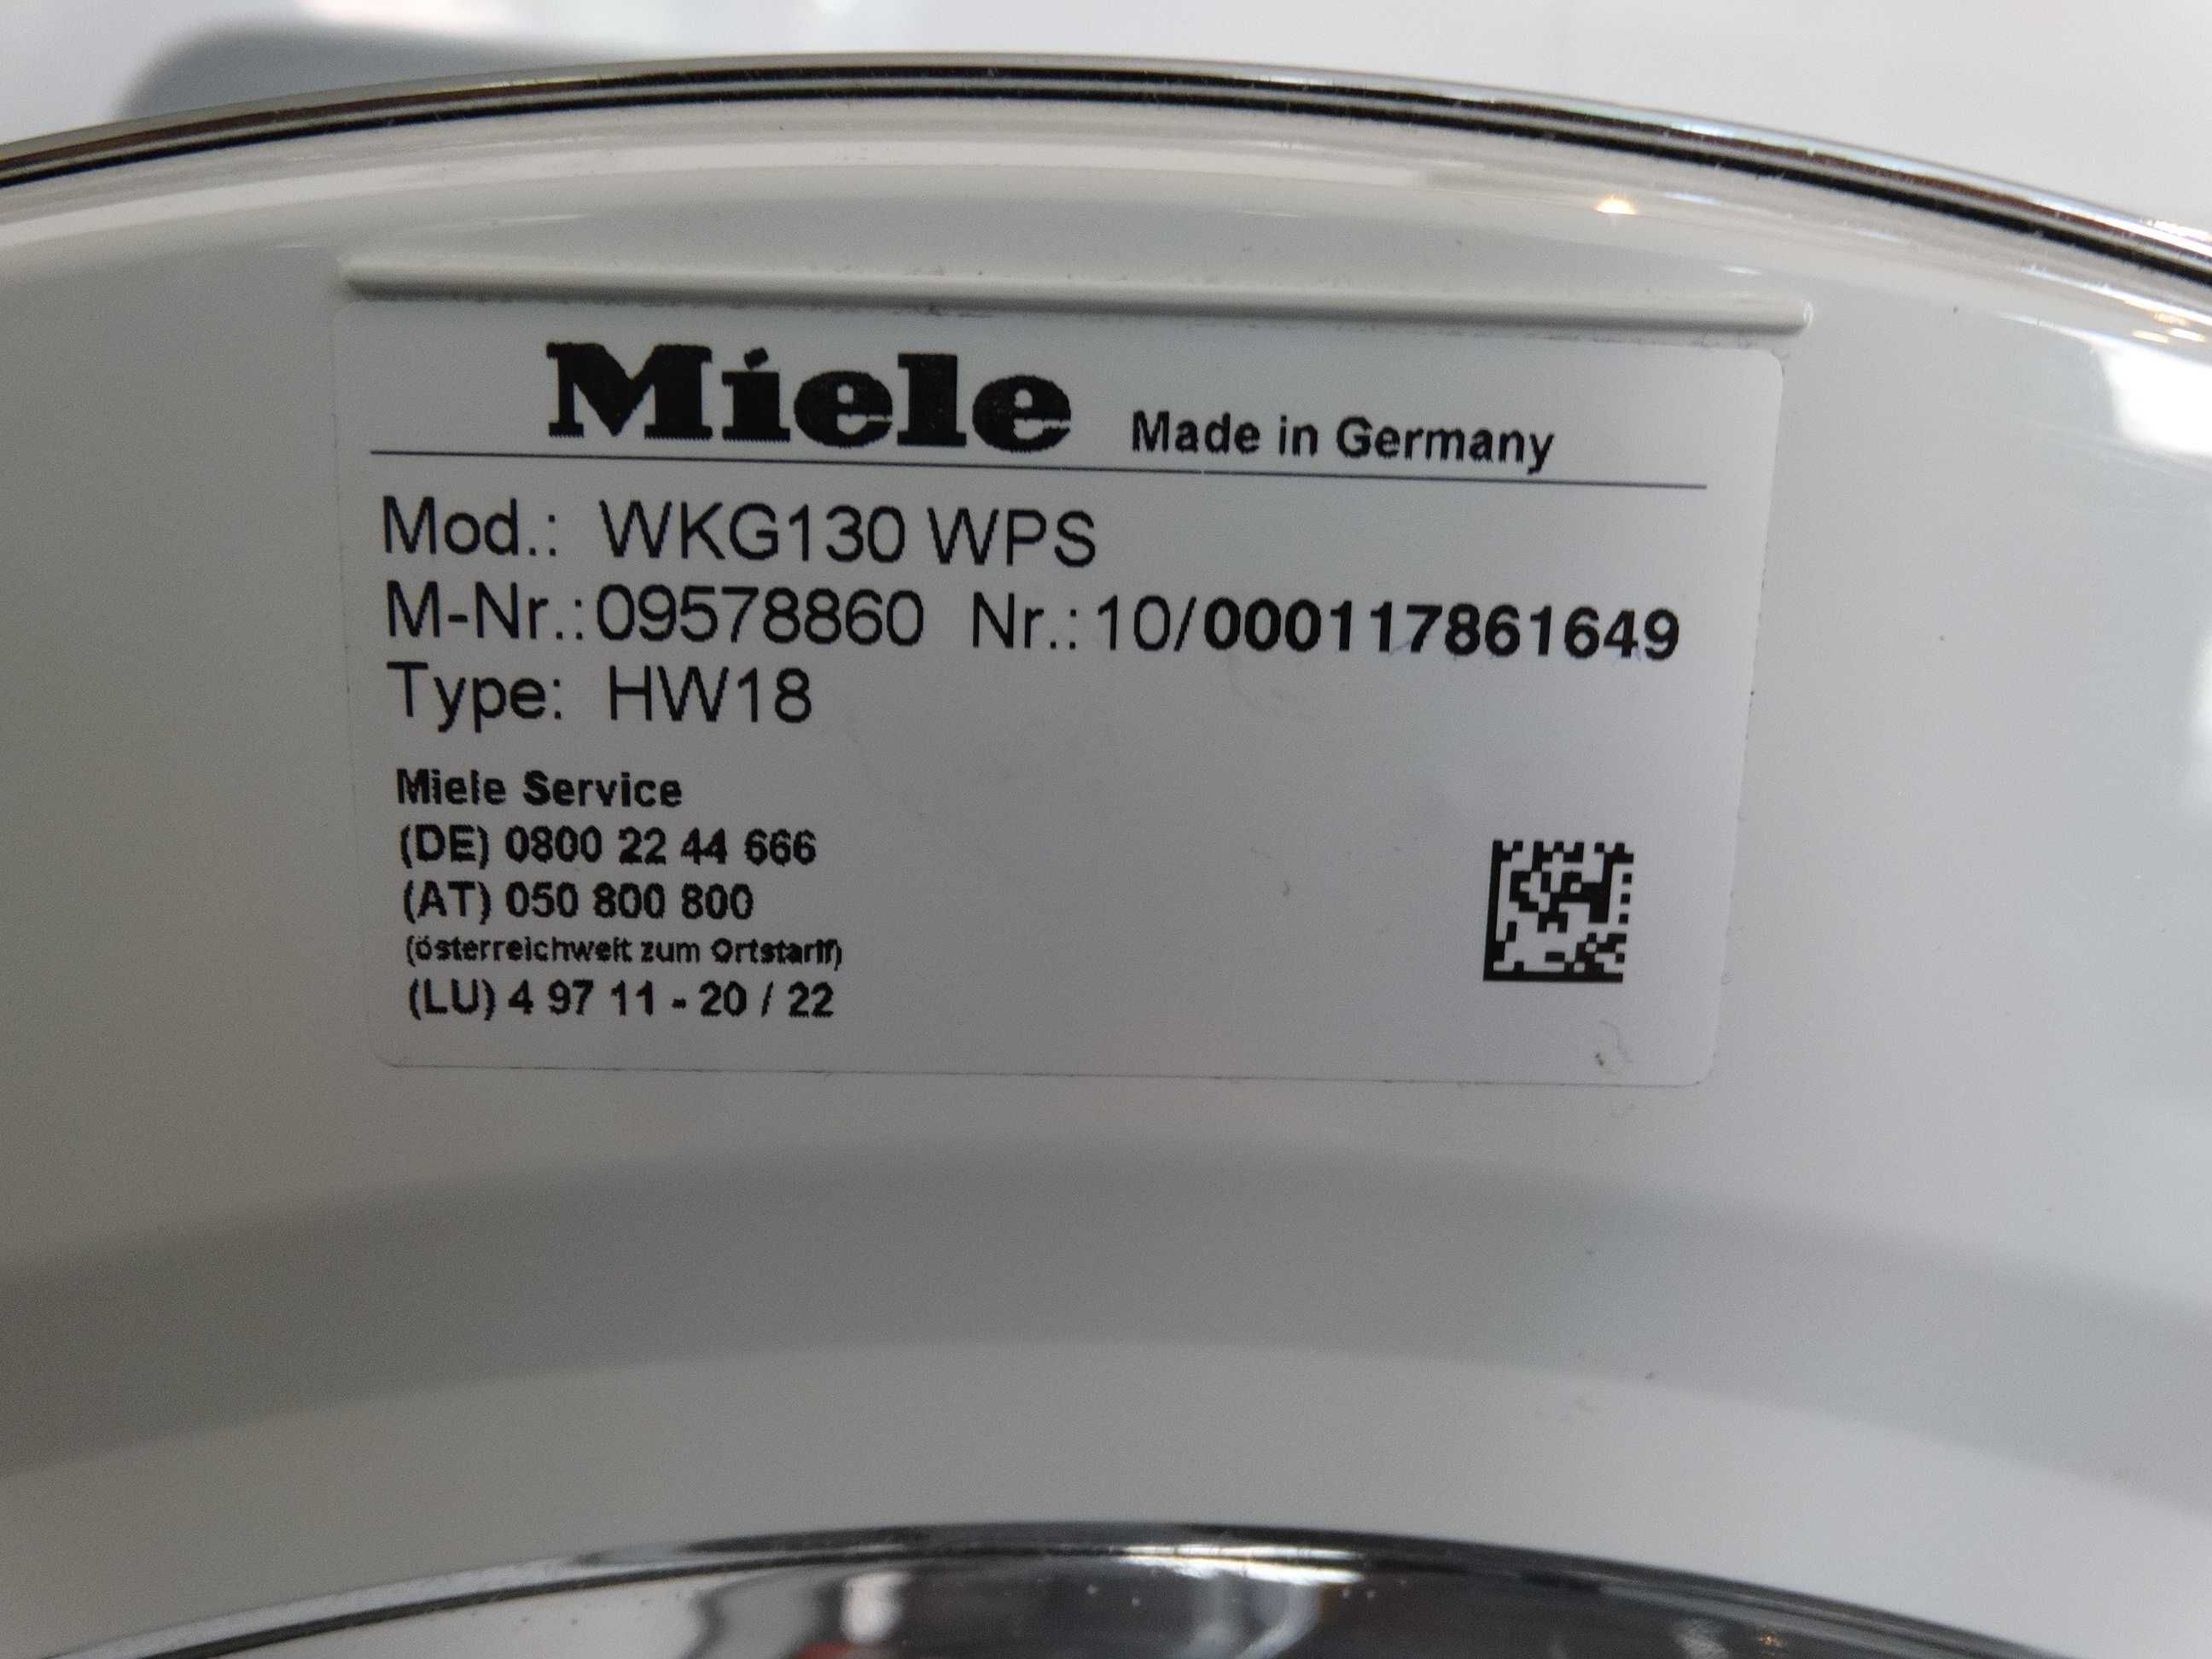 Miele Made in Germany
Mod.: WKG130 WPS
M-Nr.:09578860 Nr.:10/000117861649
Type: HW18
Miele Service
(DE) 0800 22 44 666
(AT) 050 800 800
(österreichweit zum Ortstarif)
(LU) 4 97 11 - 20 / 22